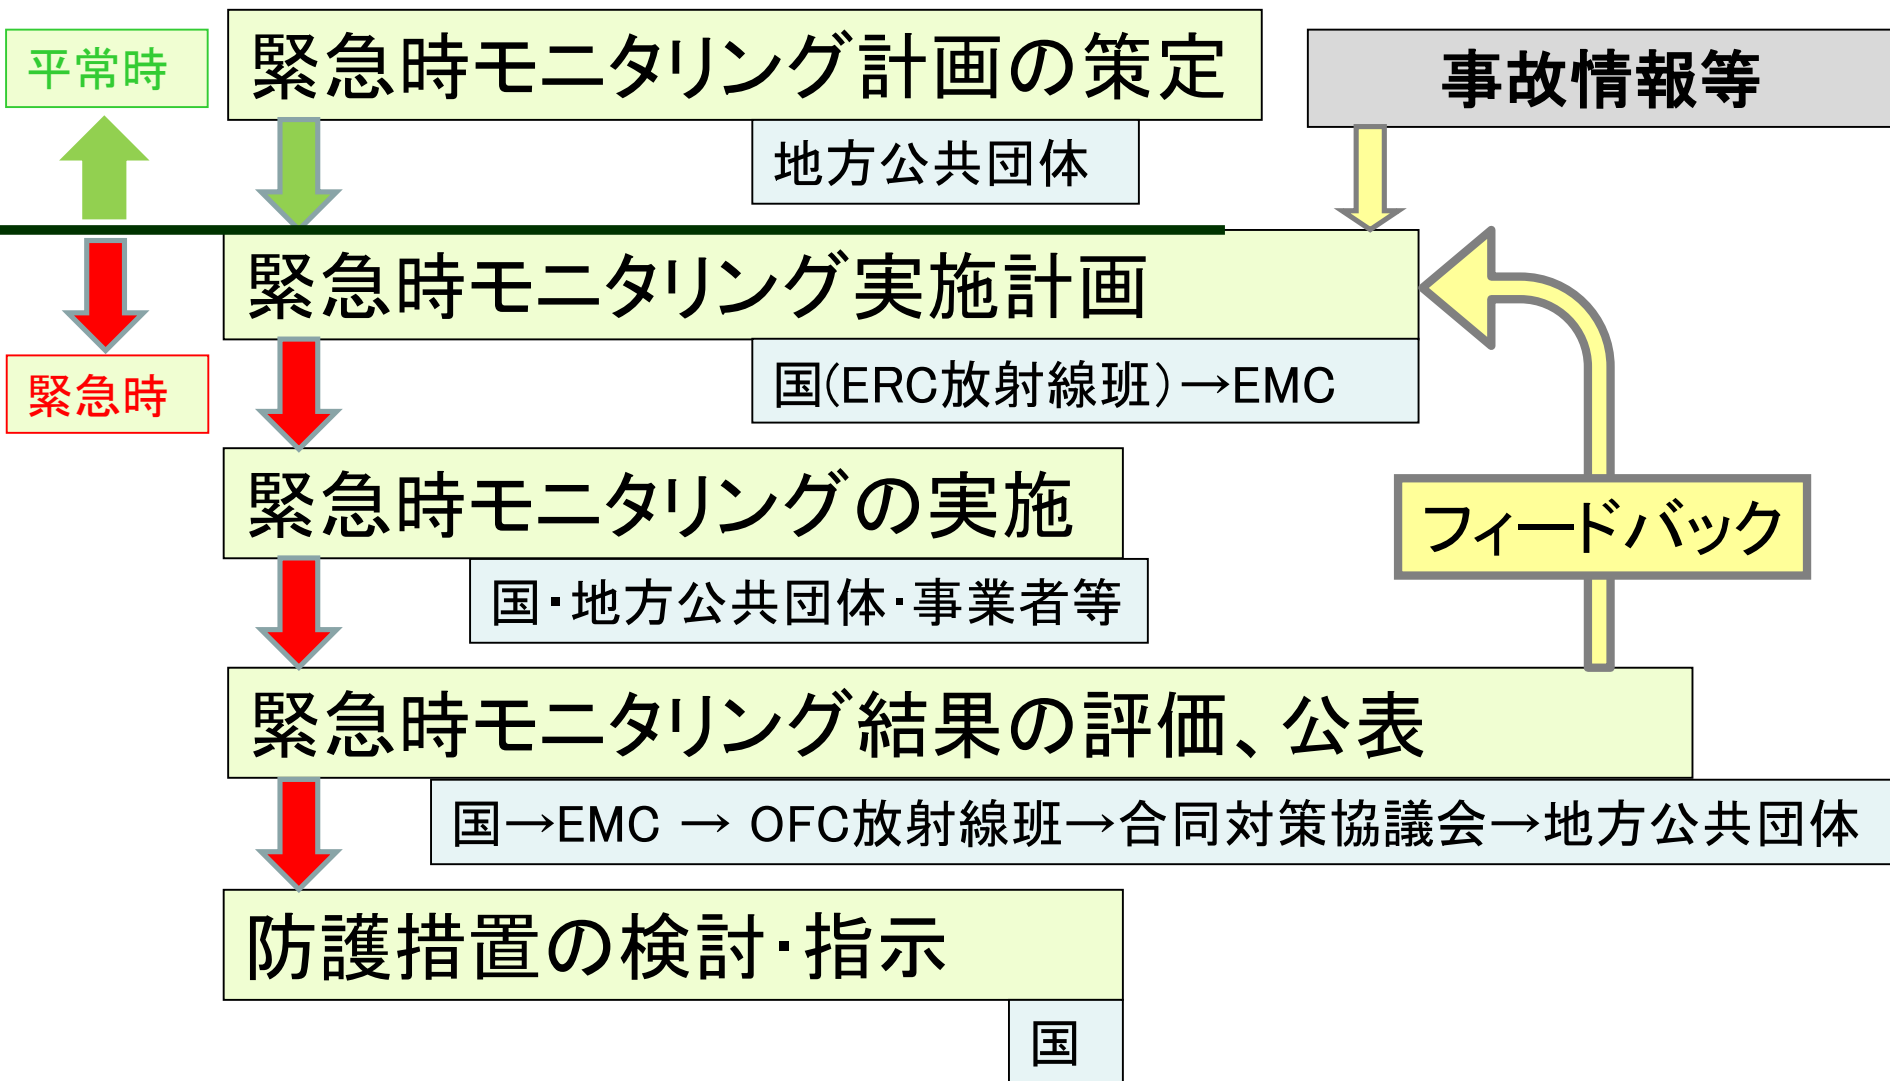 平常時
緊急時モニタリング計画の策定
事故情報等
地方公共団体
緊急時モニタリング実施計画
国(ERC放射線班)→EMC
緊急時
緊急時モニタリングの実施
フィードバック
国・地方公共団体・事業者等
緊急時モニタリング結果の評価、公表
国→EMC → OFC放射線班→合同対策協議会→地方公共団体
防護措置の検討・指示
国